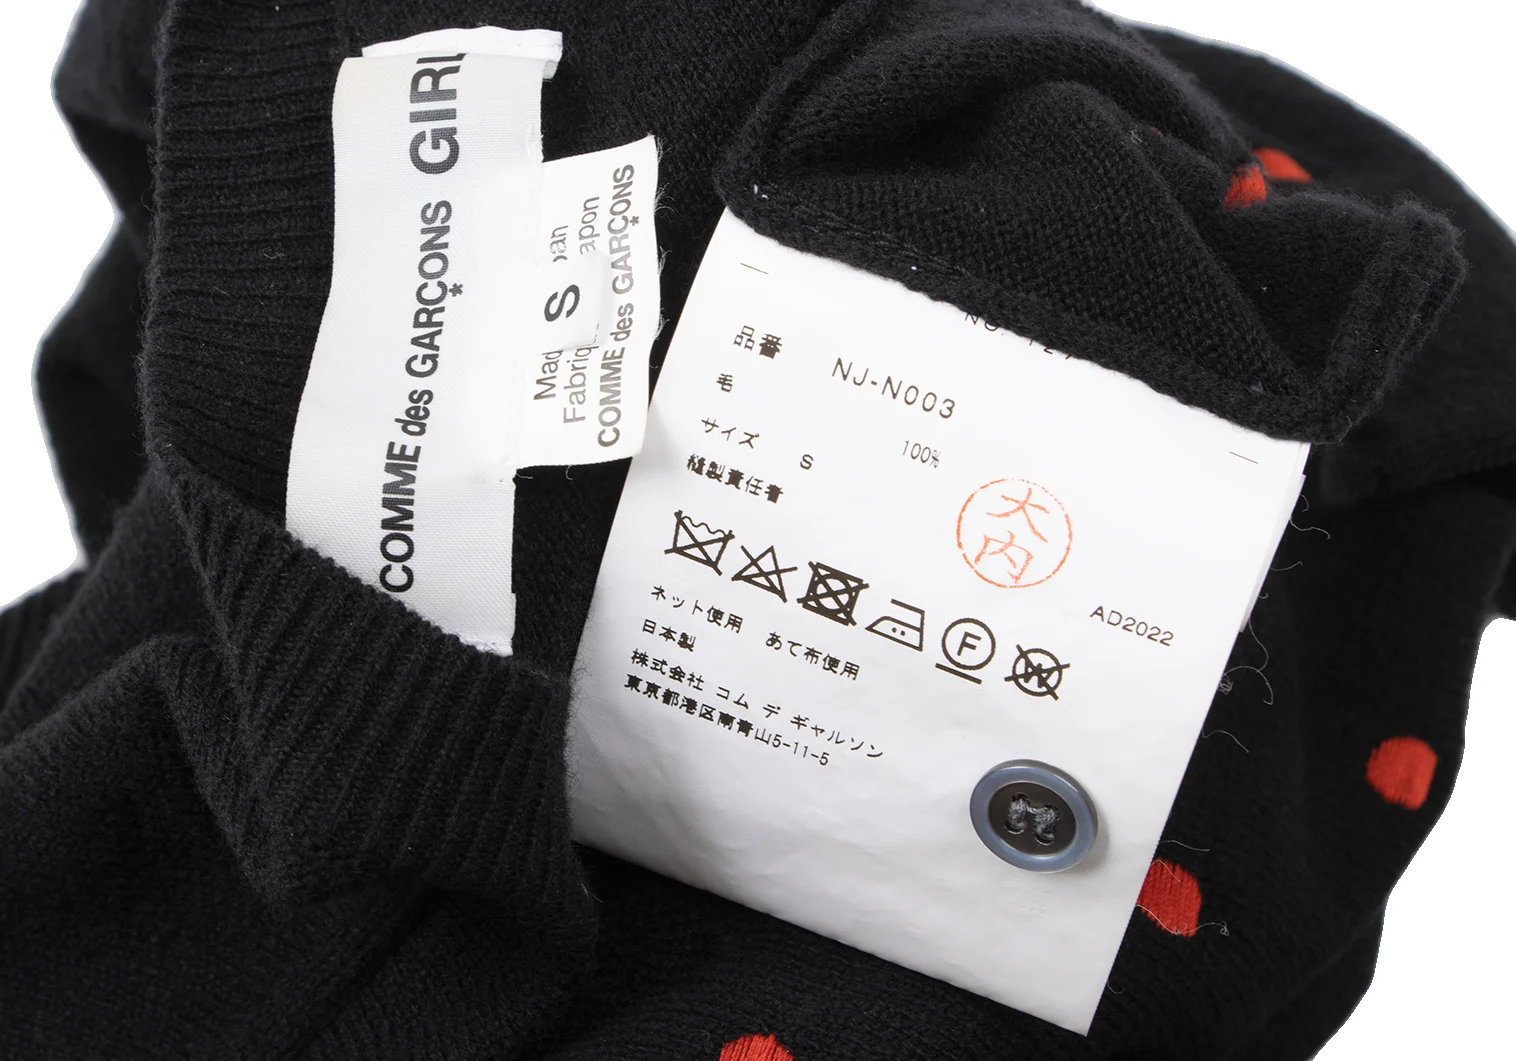 COMME des GARÇONS GIRL
S
COMME des GARÇONS
品番 NJ-N003
毛 100%
サイズ S
縫製責任者
大内
AD2022
F
W
ネット使用 あて布使用
日本製
株式会社 コム デ ギャルソン
東京都港区南青山5-11-5